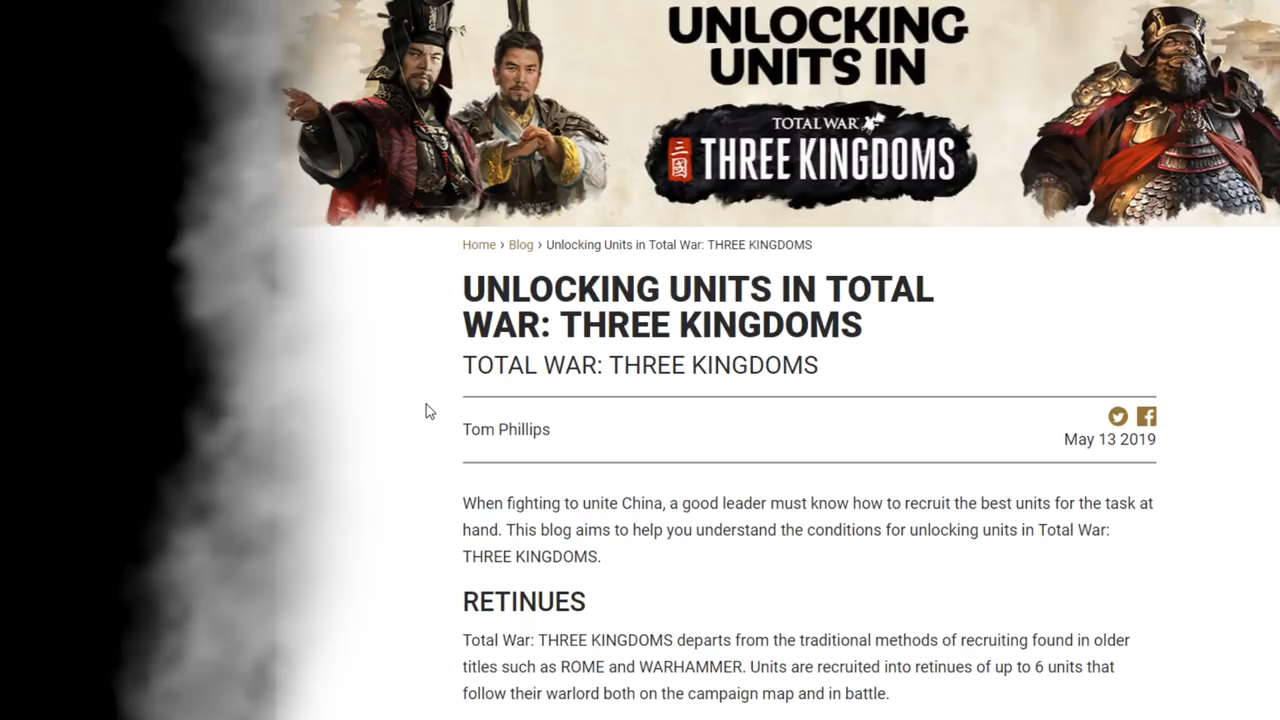 UNLOCKING
UNITS IN
TOTAL WAR
三國 THREE KINGDOMS
Home › Blog › Unlocking Units in Total War: THREE KINGDOMS
UNLOCKING UNITS IN TOTAL
WAR: THREE KINGDOMS
TOTAL WAR: THREE KINGDOMS
Tom Phillips
May 13 2019
When fighting to unite China, a good leader must know how to recruit the best units for the task at
hand. This blog aims to help you understand the conditions for unlocking units in Total War:
THREE KINGDOMS.
RETINUES
Total War: THREE KINGDOMS departs from the traditional methods of recruiting found in older
titles such as ROME and WARHAMMER. Units are recruited into retinues of up to 6 units that
follow their warlord both on the campaign map and in battle.